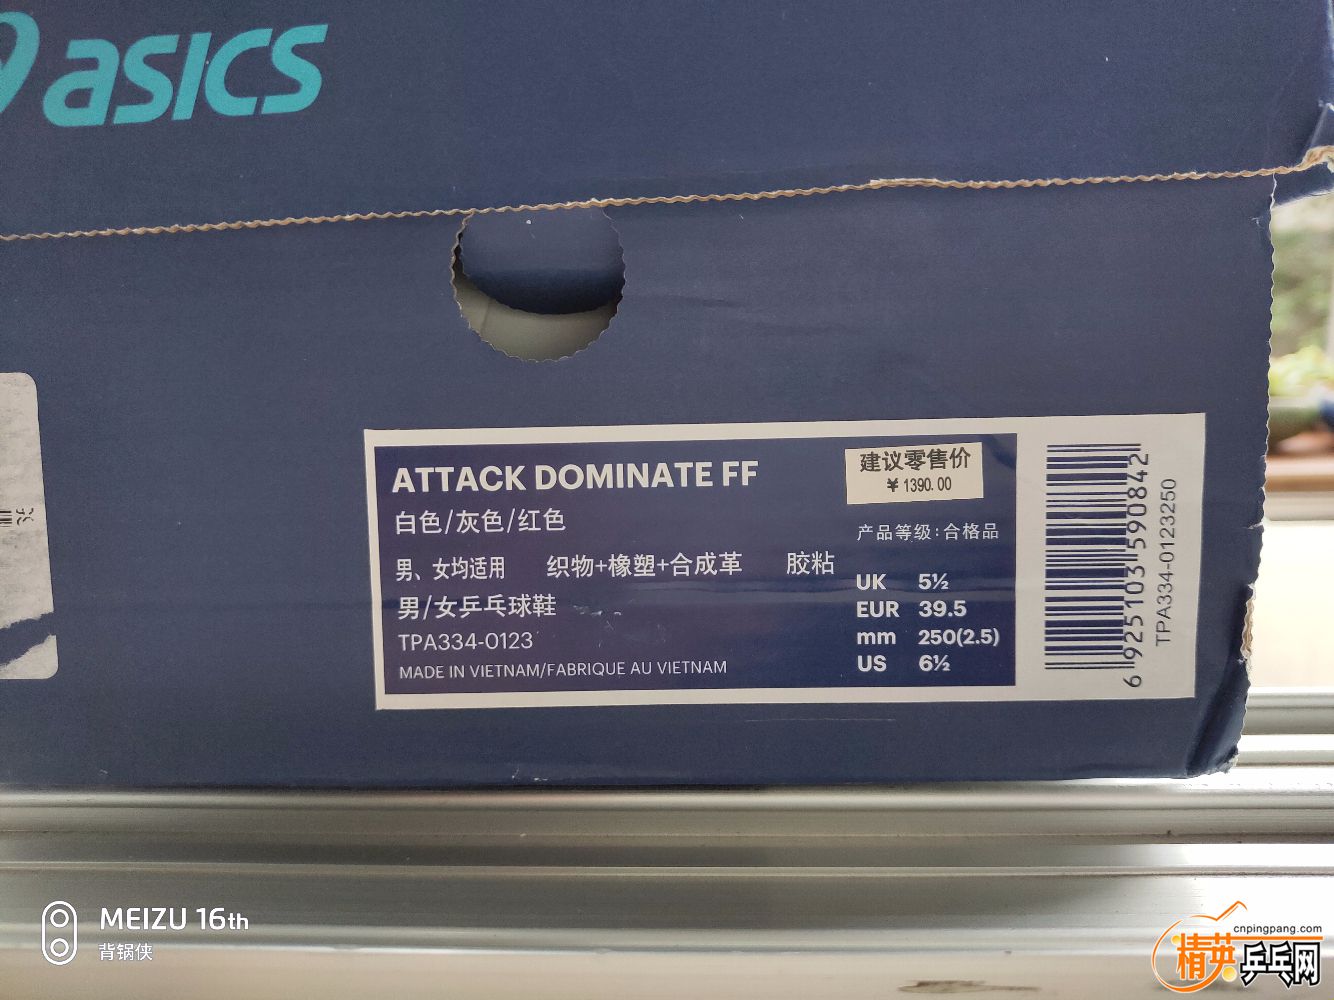 asics
ATTACK DOMINATE FF
白色/灰色/红色
男、女均适用 织物+橡塑+合成革 胶粘
男/女乒乓球鞋
TPA334-0123
MADE IN VIETNAM/FABRIQUE AU VIETNAM
建议零售价
¥ 1390.00
产品等级:合格品
UK 5½
EUR 39.5
mm 250(2.5)
US 6½
6 925103 590842
TPA334-0123250
MEIZU 16th
背锅侠
cnpingpang.com
精英乒乓网